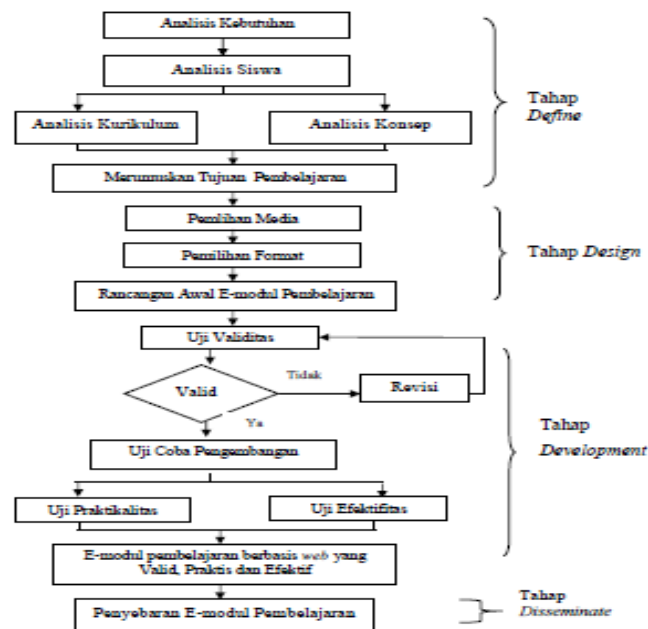 Analisis Kebutuhan
Analisis Siswa
Analisis Kurikulum
Analisis Konsep
Merumuskan Tujuan Pembelajaran
Tahap
Define
Pemlihan Media
Pemilihan Format
Rancangan Awal E-modul Pembelajaran
Tahap Design
Uji Validitas
Valid
Tidak
Revisi
Ya
Uji Coba Pengembangan
Uji Praktikalitas
Uji Efektifitas
E-modul pembelajaran berbasis web yang
Valid, Praktis dan Efektif
Tahap
Development
Penyebaran E-modul Pembelajaran
Tahap
Disseminate